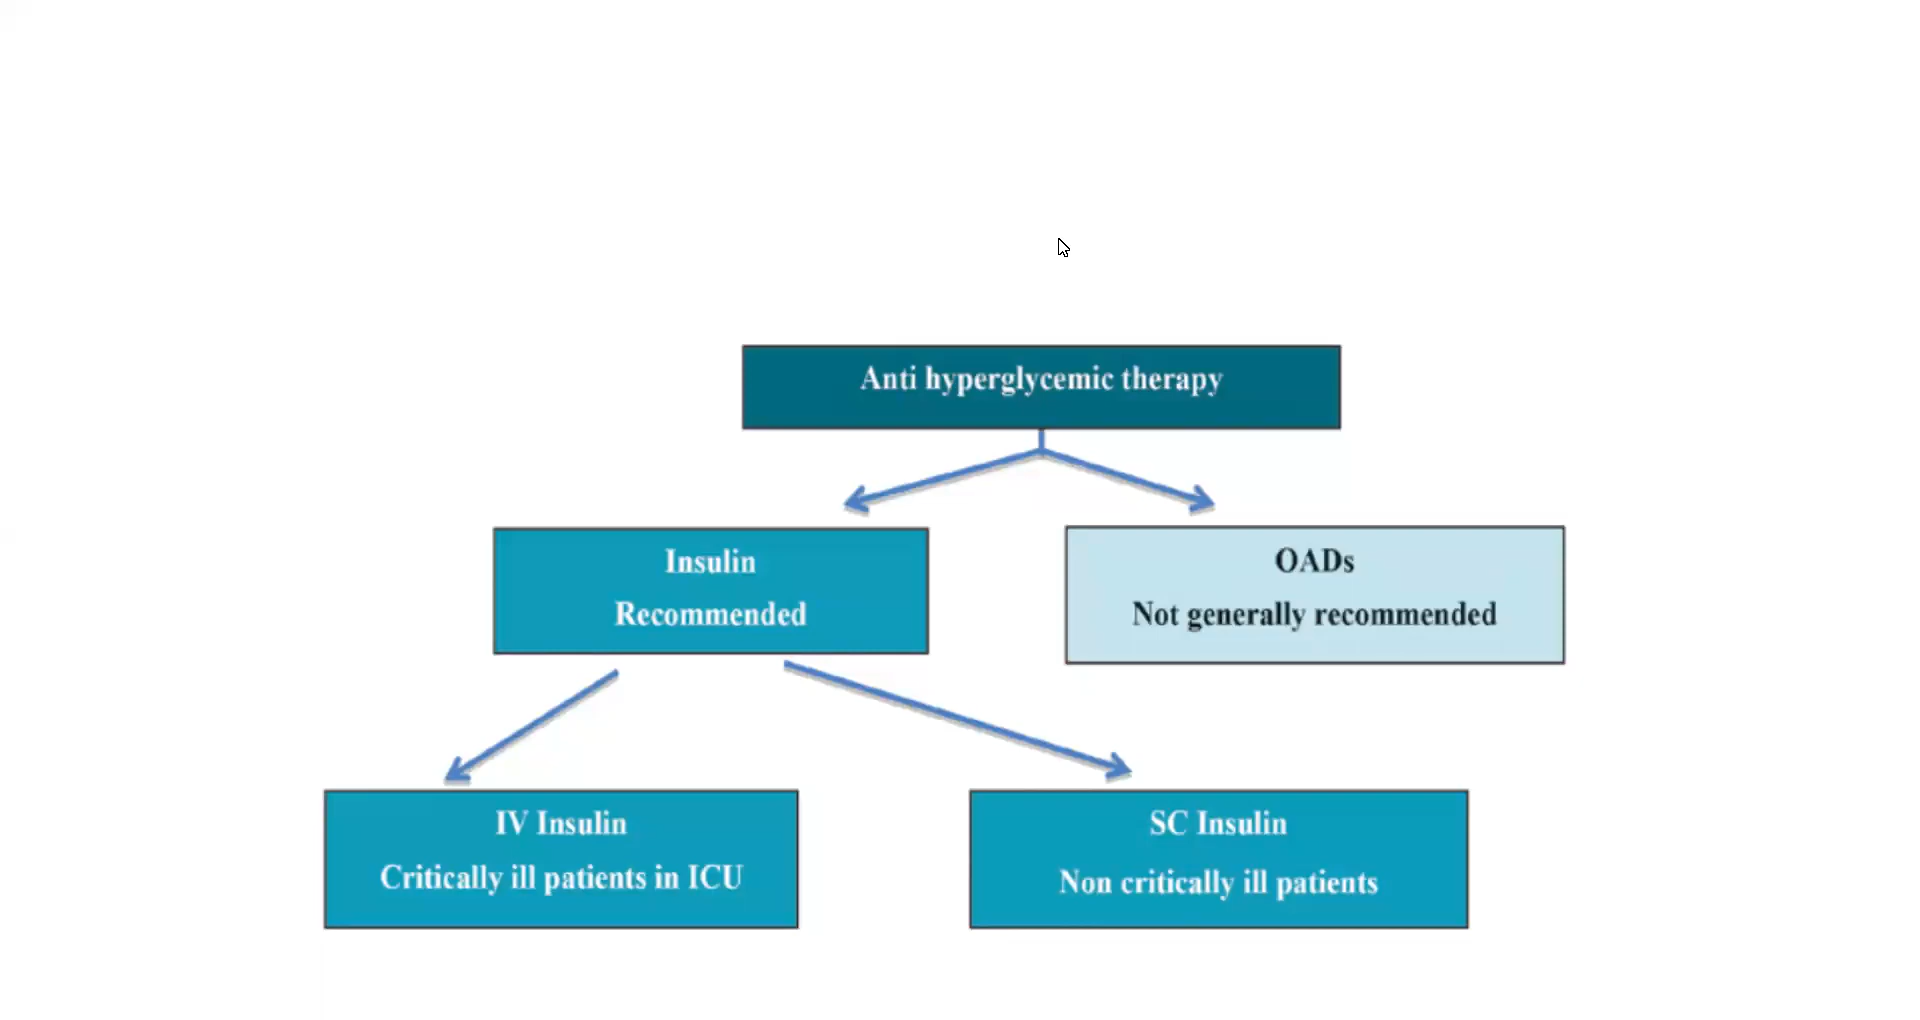 Anti hyperglycemic therapy
Insulin
Recommended
OADs
Not generally recommended
IV Insulin
Critically ill patients in ICU
SC Insulin
Non critically ill patients